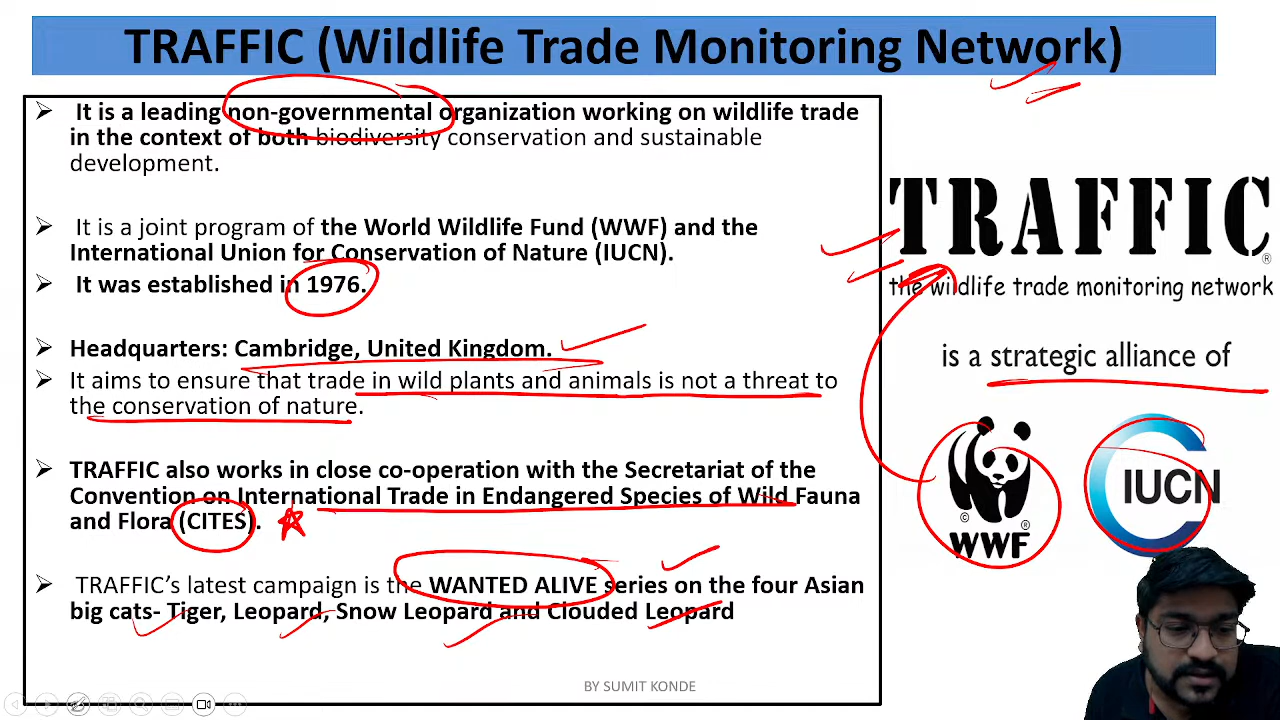 TRAFFIC (Wildlife Trade Monitoring Network)
It is a leading non-governmental organization working on wildlife trade
in the context of both biodiversity conservation and sustainable
development.
It is a joint program of the World Wildlife Fund (WWF) and the
International Union for Conservation of Nature (IUCN).
It was established in 1976.
Headquarters: Cambridge, United Kingdom.
It aims to ensure that trade in wild plants and animals is not a threat to
the conservation of nature.
TRAFFIC also works in close co-operation with the Secretariat of the
Convention on International Trade in Endangered Species of Wild Fauna
and Flora (CITES).
TRAFFIC’s latest campaign is the WANTED ALIVE series on the four Asian
big cats- Tiger, Leopard, Snow Leopard and Clouded Leopard
TRAFFIC®
the wildlife trade monitoring network
is a strategic alliance of
© ®
WWF
IUCN
BY SUMIT KONDE